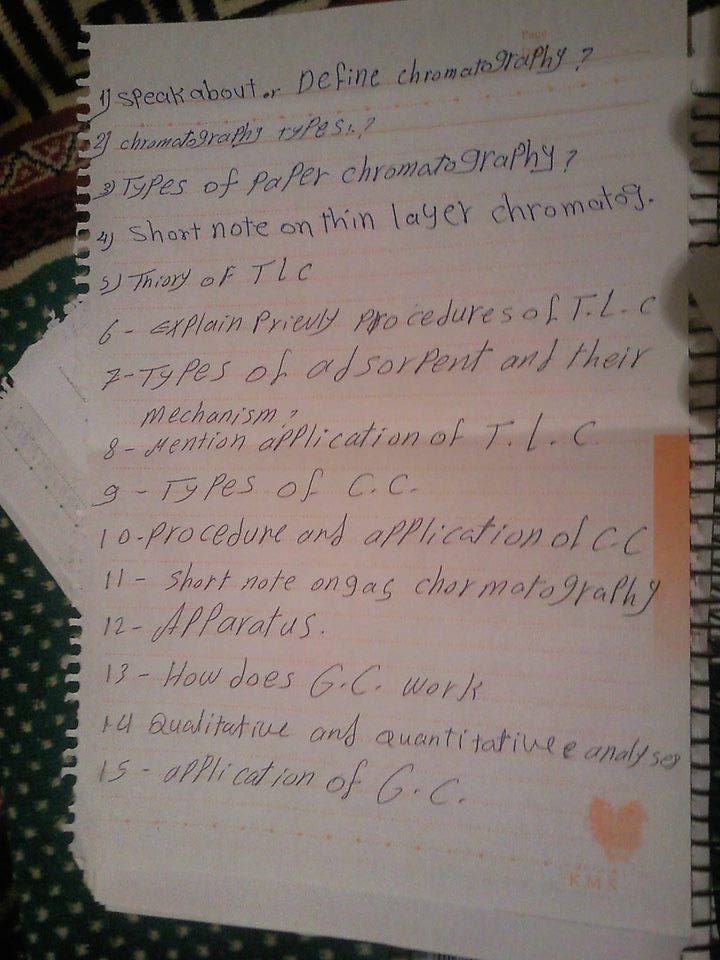 Page
1) Speak about or Define chromatography?
2) chromatography types:?
3) Types of paper chromatography?
4) Short note on thin layer chromatog.
5) Thiory of TLC
6 - Explain Prievly procedures of T.L.C
7- Types of adsorpent and their
mechanism?
8 - Mention application of T.L.C
9 - Types of C.C.
10- procedure and application of C.C
11 - short note on gas chormatography
12 - Apparatus.
13 - How does G.C. work
14 Qualitative and quantitativee analyses
15 - application of G.C.
K.M.S